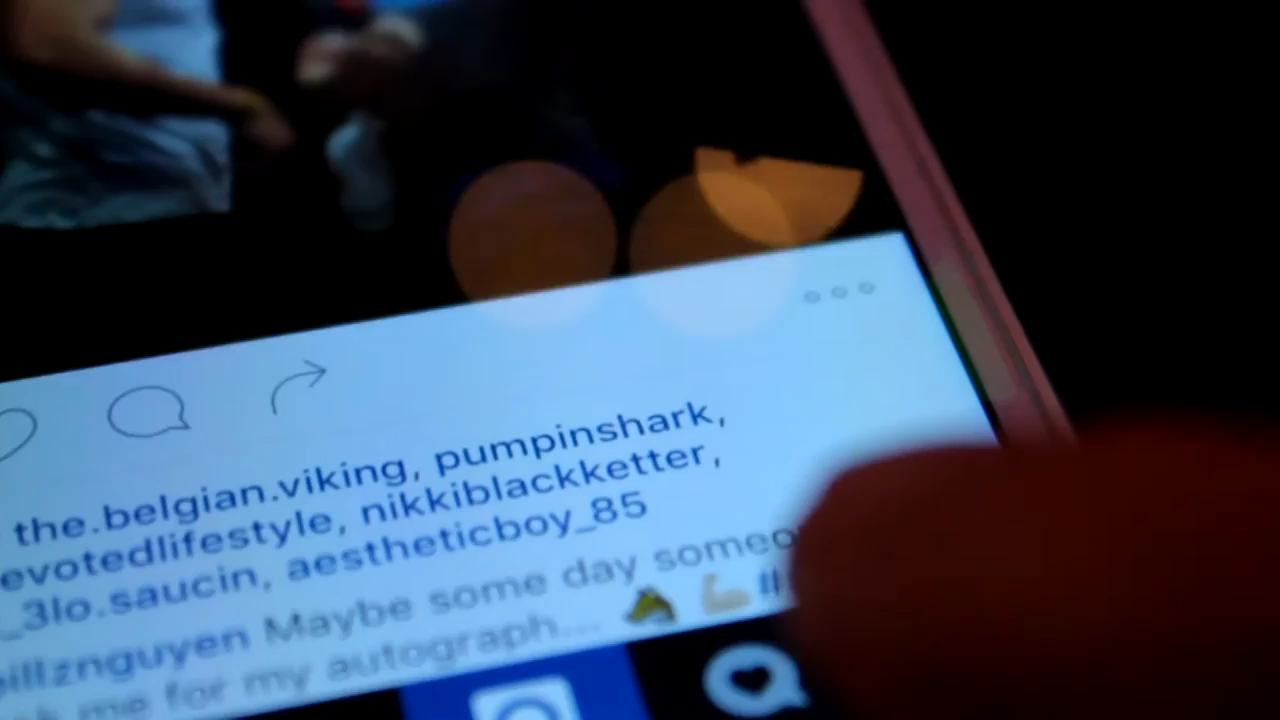 the.belgian.viking, pumpinshark,
evotedlifestyle, nikkiblackketter,
_3lo.saucin, aestheticboy_85
illznguyen Maybe some day someo
me for my autograph... #